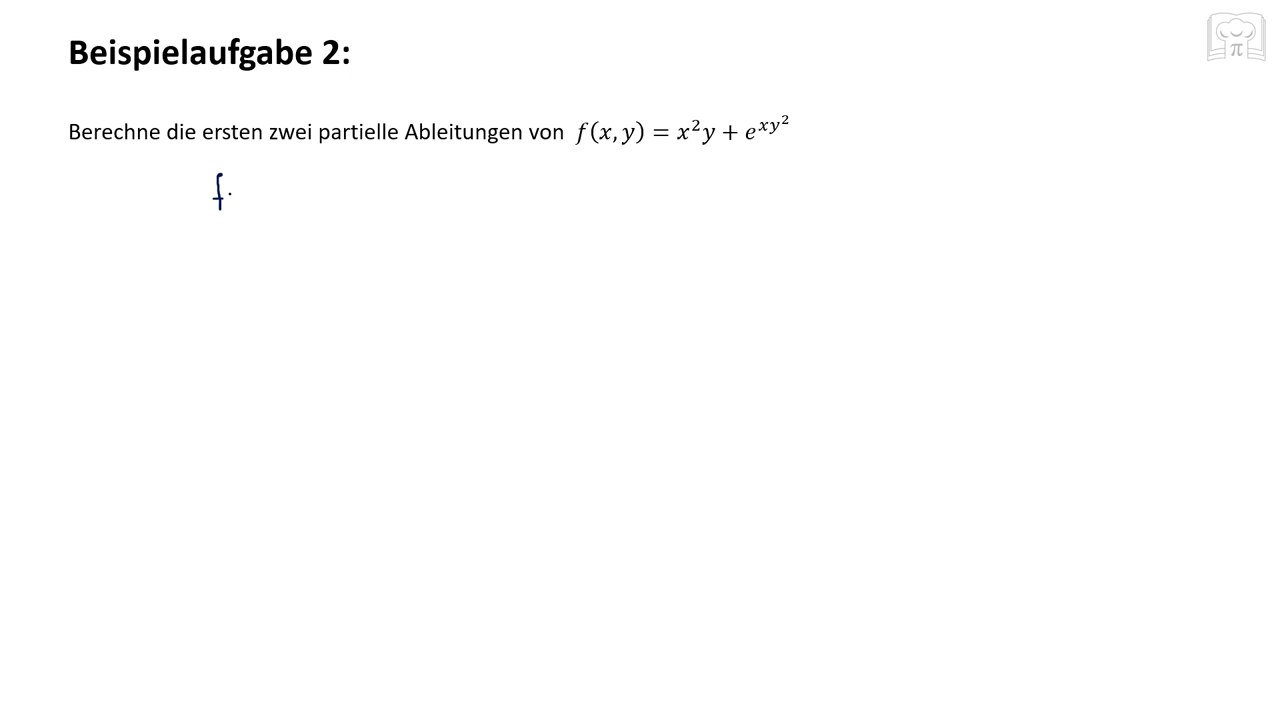 Beispielaufgabe 2:
Berechne die ersten zwei partielle Ableitungen von f(x, y) = x²y + e^{xy²}
f.
π